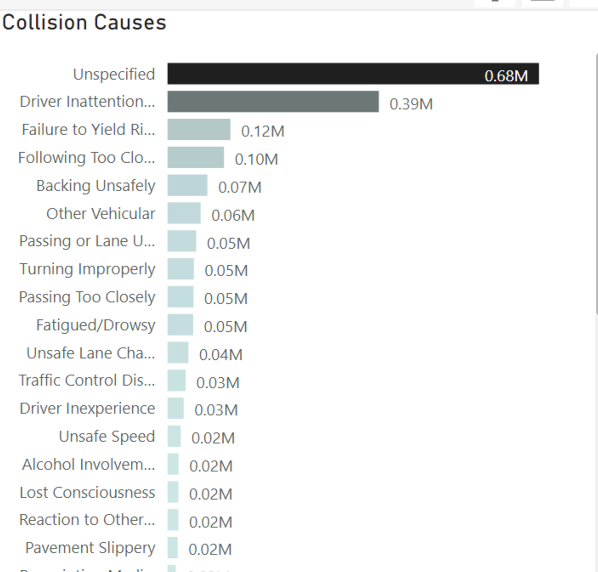 Collision Causes
Unspecified 0.68M
Driver Inattention... 0.39M
Failure to Yield Ri... 0.12M
Following Too Clo... 0.10M
Backing Unsafely 0.07M
Other Vehicular 0.06M
Passing or Lane U... 0.05M
Turning Improperly 0.05M
Passing Too Closely 0.05M
Fatigued/Drowsy 0.05M
Unsafe Lane Cha... 0.04M
Traffic Control Dis... 0.03M
Driver Inexperience 0.03M
Unsafe Speed 0.02M
Alcohol Involvem... 0.02M
Lost Consciousness 0.02M
Reaction to Other... 0.02M
Pavement Slippery 0.02M